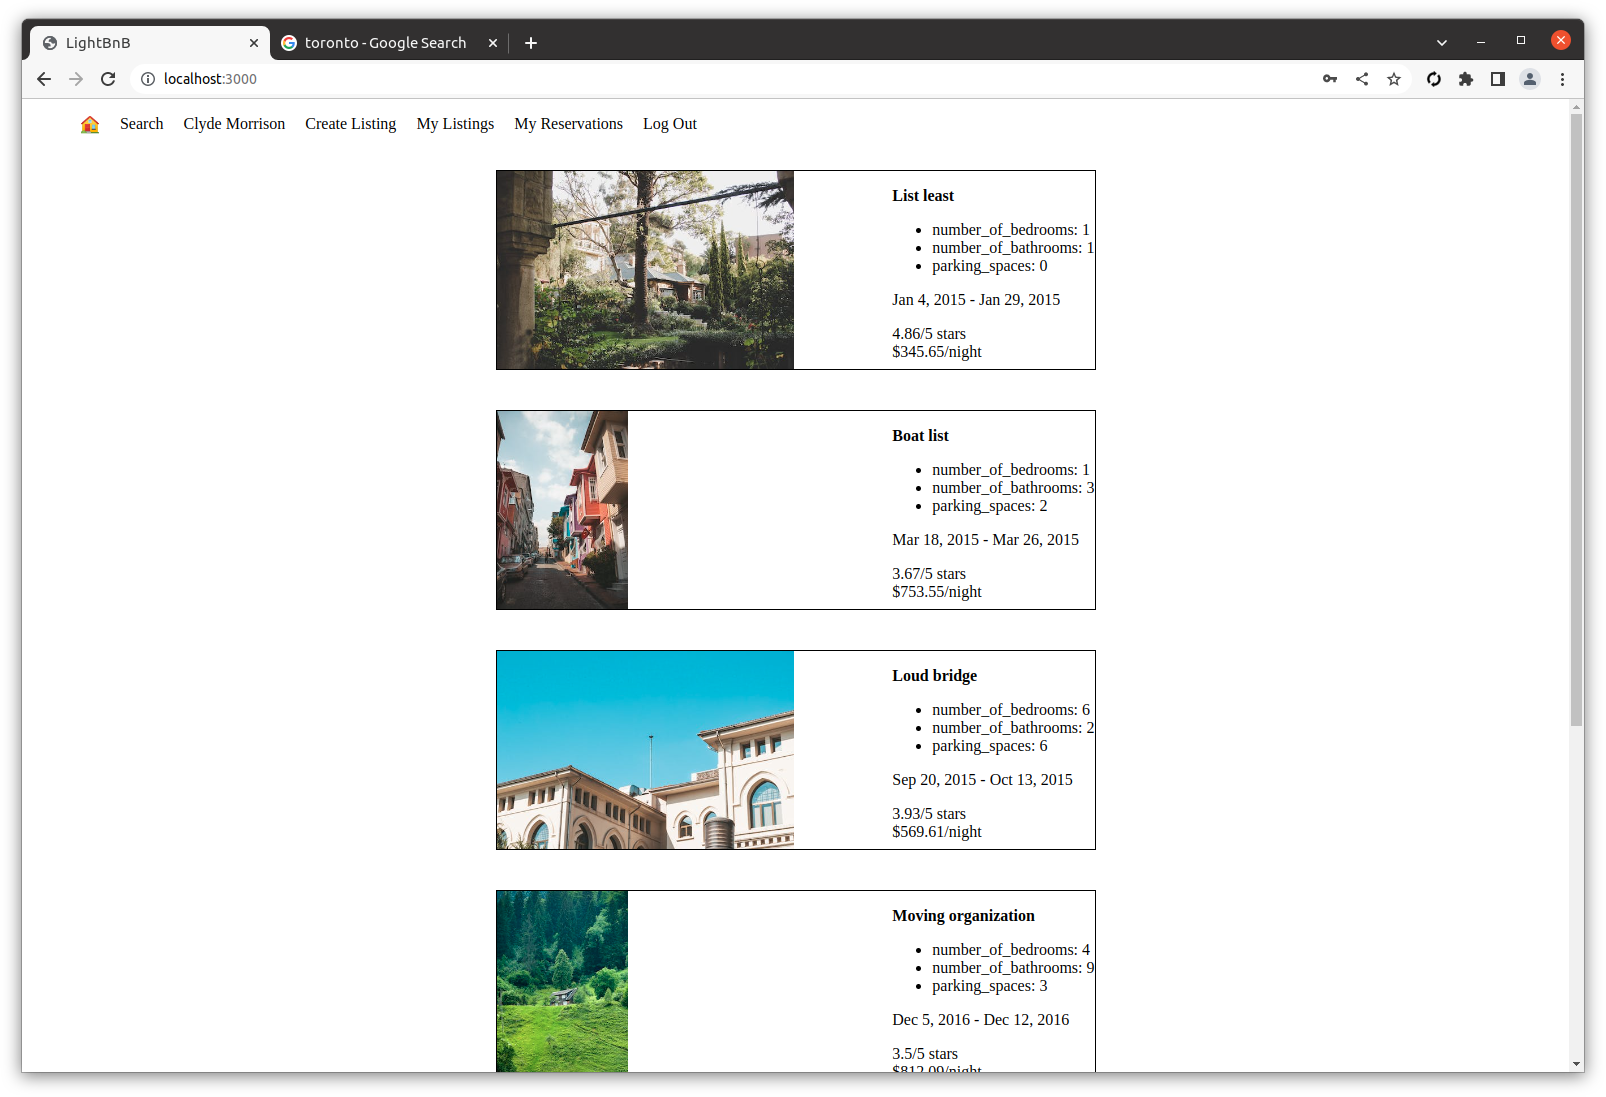 LightBnB
toronto - Google Search
localhost:3000
Search Clyde Morrison Create Listing My Listings My Reservations Log Out
List least
number_of_bedrooms: 1
number_of_bathrooms: 1
parking_spaces: 0
Jan 4, 2015 - Jan 29, 2015
4.86/5 stars
$345.65/night
Boat list
number_of_bedrooms: 1
number_of_bathrooms: 3
parking_spaces: 2
Mar 18, 2015 - Mar 26, 2015
3.67/5 stars
$753.55/night
Loud bridge
number_of_bedrooms: 6
number_of_bathrooms: 2
parking_spaces: 6
Sep 20, 2015 - Oct 13, 2015
3.93/5 stars
$569.61/night
Moving organization
number_of_bedrooms: 4
number_of_bathrooms: 9
parking_spaces: 3
Dec 5, 2016 - Dec 12, 2016
3.5/5 stars
$812.09/night